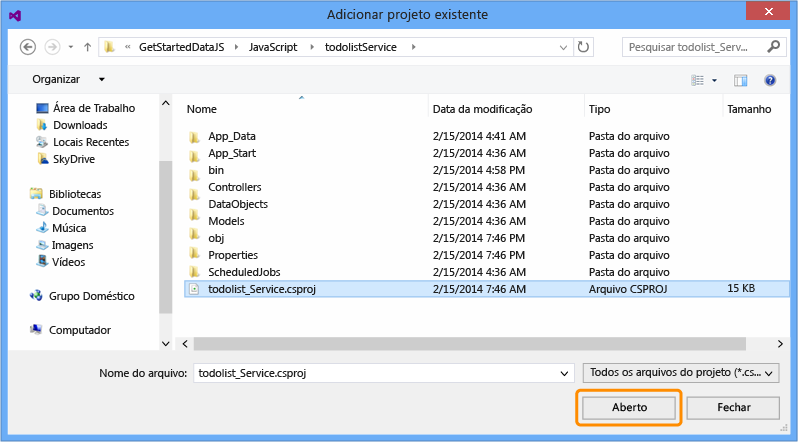 Adicionar projeto existente
« GetStartedDataJS JavaScript todolistService
Pesquisar todolist_Serv...
Organizar
Área de Trabalho
Downloads
Locais Recentes
SkyDrive
Bibliotecas
Documentos
Música
Imagens
Vídeos
Grupo Doméstico
Computador
Nome Data da modificação Tipo Tamanho
App_Data 2/15/2014 4:41 AM Pasta do arquivo
App_Start 2/15/2014 4:36 AM Pasta do arquivo
bin 2/15/2014 4:58 PM Pasta do arquivo
Controllers 2/15/2014 4:36 AM Pasta do arquivo
DataObjects 2/15/2014 4:36 AM Pasta do arquivo
Models 2/15/2014 4:36 AM Pasta do arquivo
obj 2/15/2014 7:46 PM Pasta do arquivo
Properties 2/15/2014 7:46 PM Pasta do arquivo
ScheduledJobs 2/15/2014 4:36 AM Pasta do arquivo
todolist_Service.csproj 2/15/2014 7:46 AM Arquivo CSPROJ 15 KB
Nome do arquivo: todolist_Service.csproj Todos os arquivos do projeto (*.cs...
Aberto Fechar